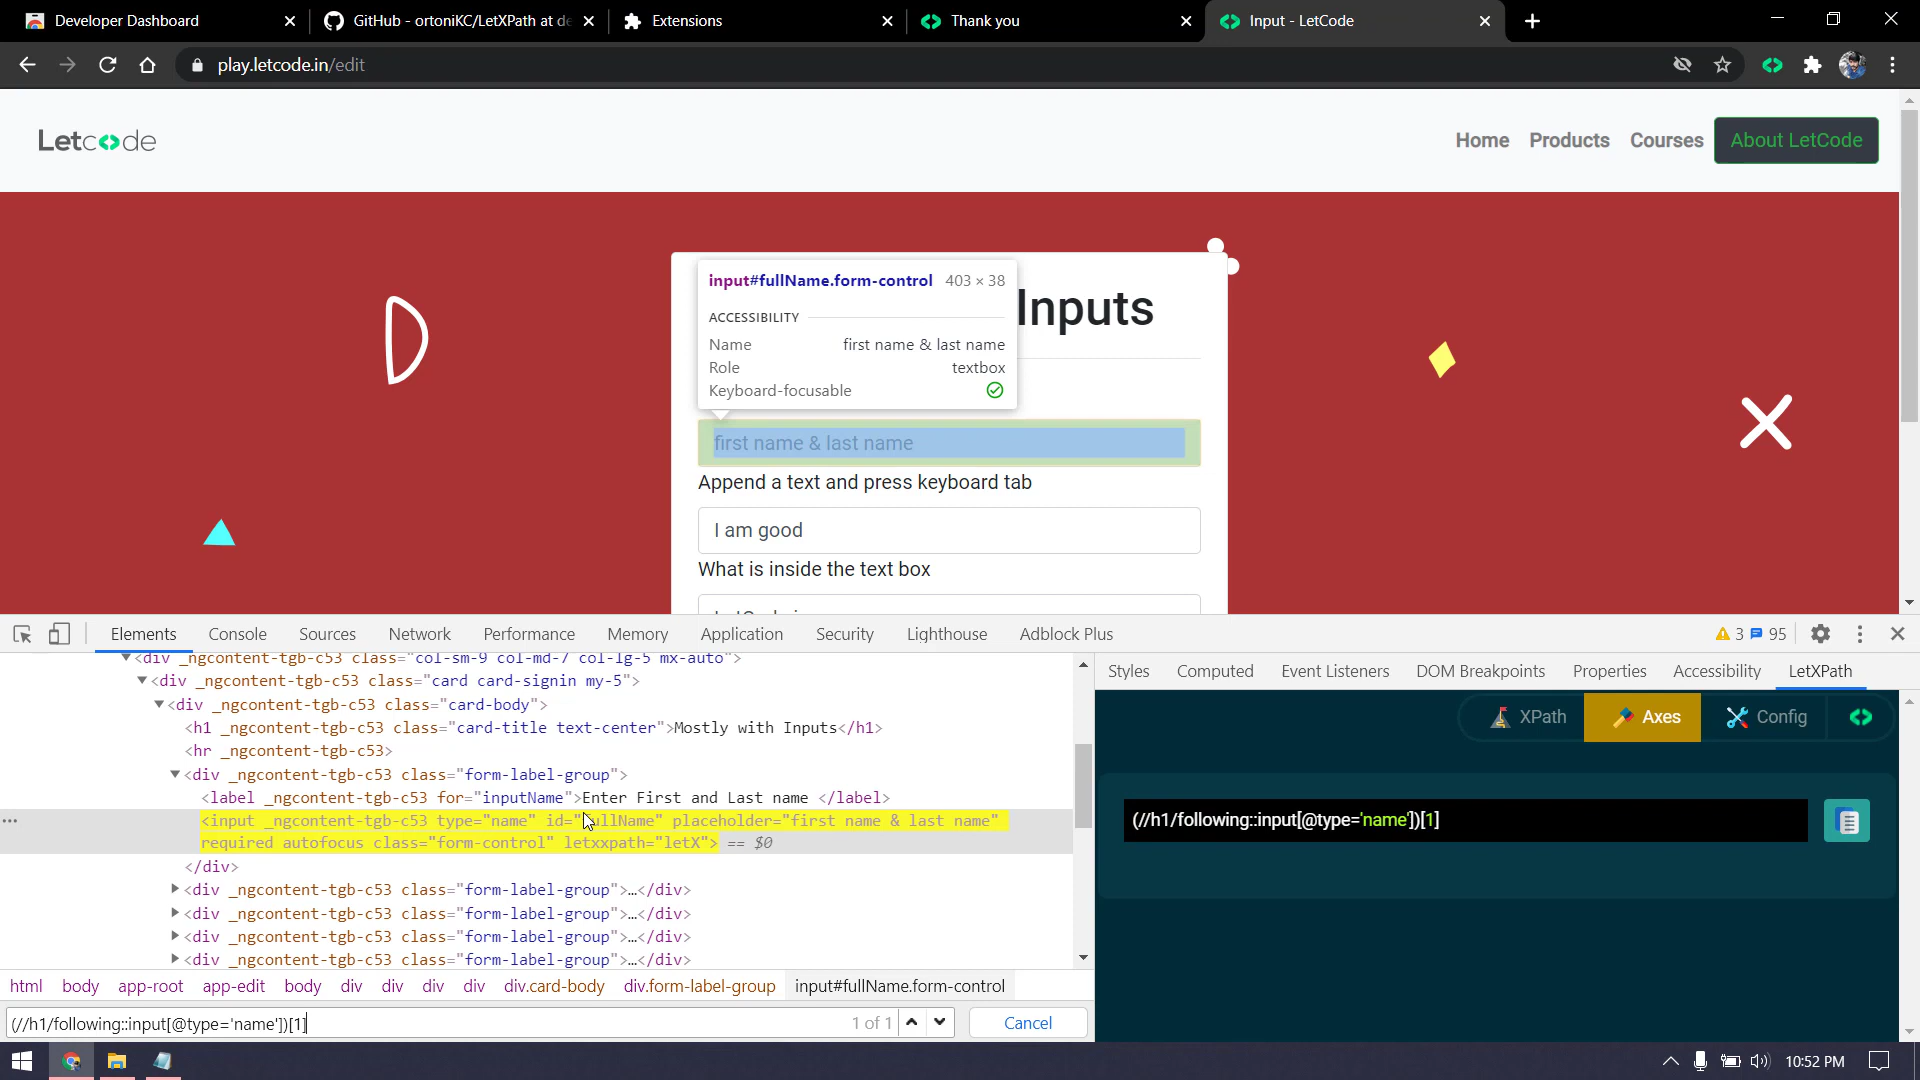 Developer Dashboard
GitHub - ortoniKC/LetXPath at de
Extensions
Thank you
Input - LetCode
play.letcode.in/edit
Letcode
Home Products Courses About LetCode
input#fullName.form-control 403 × 38
Inputs
ACCESSIBILITY
Name first name & last name
Role textbox
Keyboard-focusable
first name & last name
Append a text and press keyboard tab
I am good
What is inside the text box
Elements Console Sources Network Performance Memory Application Security Lighthouse Adblock Plus 3 95
Styles Computed Event Listeners DOM Breakpoints Properties Accessibility LetXPath
<div _ngcontent-tgb-c53 class="col-sm-9 col-md-7 col-lg-5 mx-auto">
<div _ngcontent-tgb-c53 class="card card-signin my-5">
<div _ngcontent-tgb-c53 class="card-body">
<h1 _ngcontent-tgb-c53 class="card-title text-center">Mostly with Inputs</h1>
<hr _ngcontent-tgb-c53>
<div _ngcontent-tgb-c53 class="form-label-group">
<label _ngcontent-tgb-c53 for="inputName">Enter First and Last name </label>
<input _ngcontent-tgb-c53 type="name" id="fullName" placeholder="first name & last name"
required autofocus class="form-control" letxxpath="letX"> == $0
</div>
<div _ngcontent-tgb-c53 class="form-label-group">…</div>
<div _ngcontent-tgb-c53 class="form-label-group">…</div>
<div _ngcontent-tgb-c53 class="form-label-group">…</div>
<div _ngcontent-tgb-c53 class="form-label-group">…</div>
XPath Axes Config
(//h1/following::input[@type='name'])[1]
html body app-root app-edit body div div div div div.card-body div.form-label-group input#fullName.form-control
(//h1/following::input[@type='name'])[1] 1 of 1 Cancel
10:52 PM